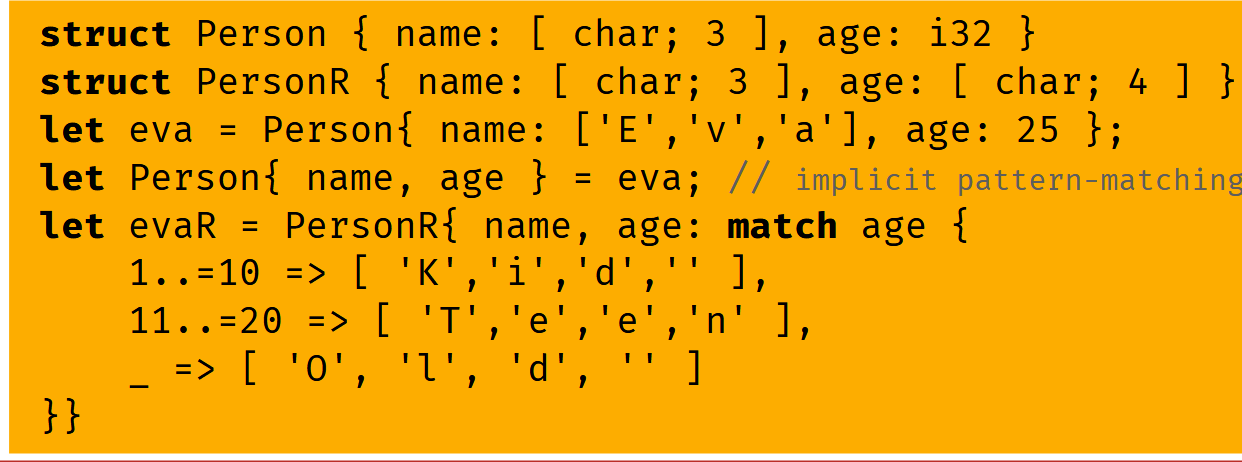 struct Person { name: [ char; 3 ], age: i32 }
struct PersonR { name: [ char; 3 ], age: [ char; 4 ] }
let eva = Person{ name: ['E','v','a'], age: 25 };
let Person{ name, age } = eva; // implicit pattern-matching
let evaR = PersonR{ name, age: match age {
    1..=10 => [ 'K','i','d','' ],
    11..=20 => [ 'T','e','e','n' ],
    _ => [ 'O', 'l', 'd', '' ]
}}